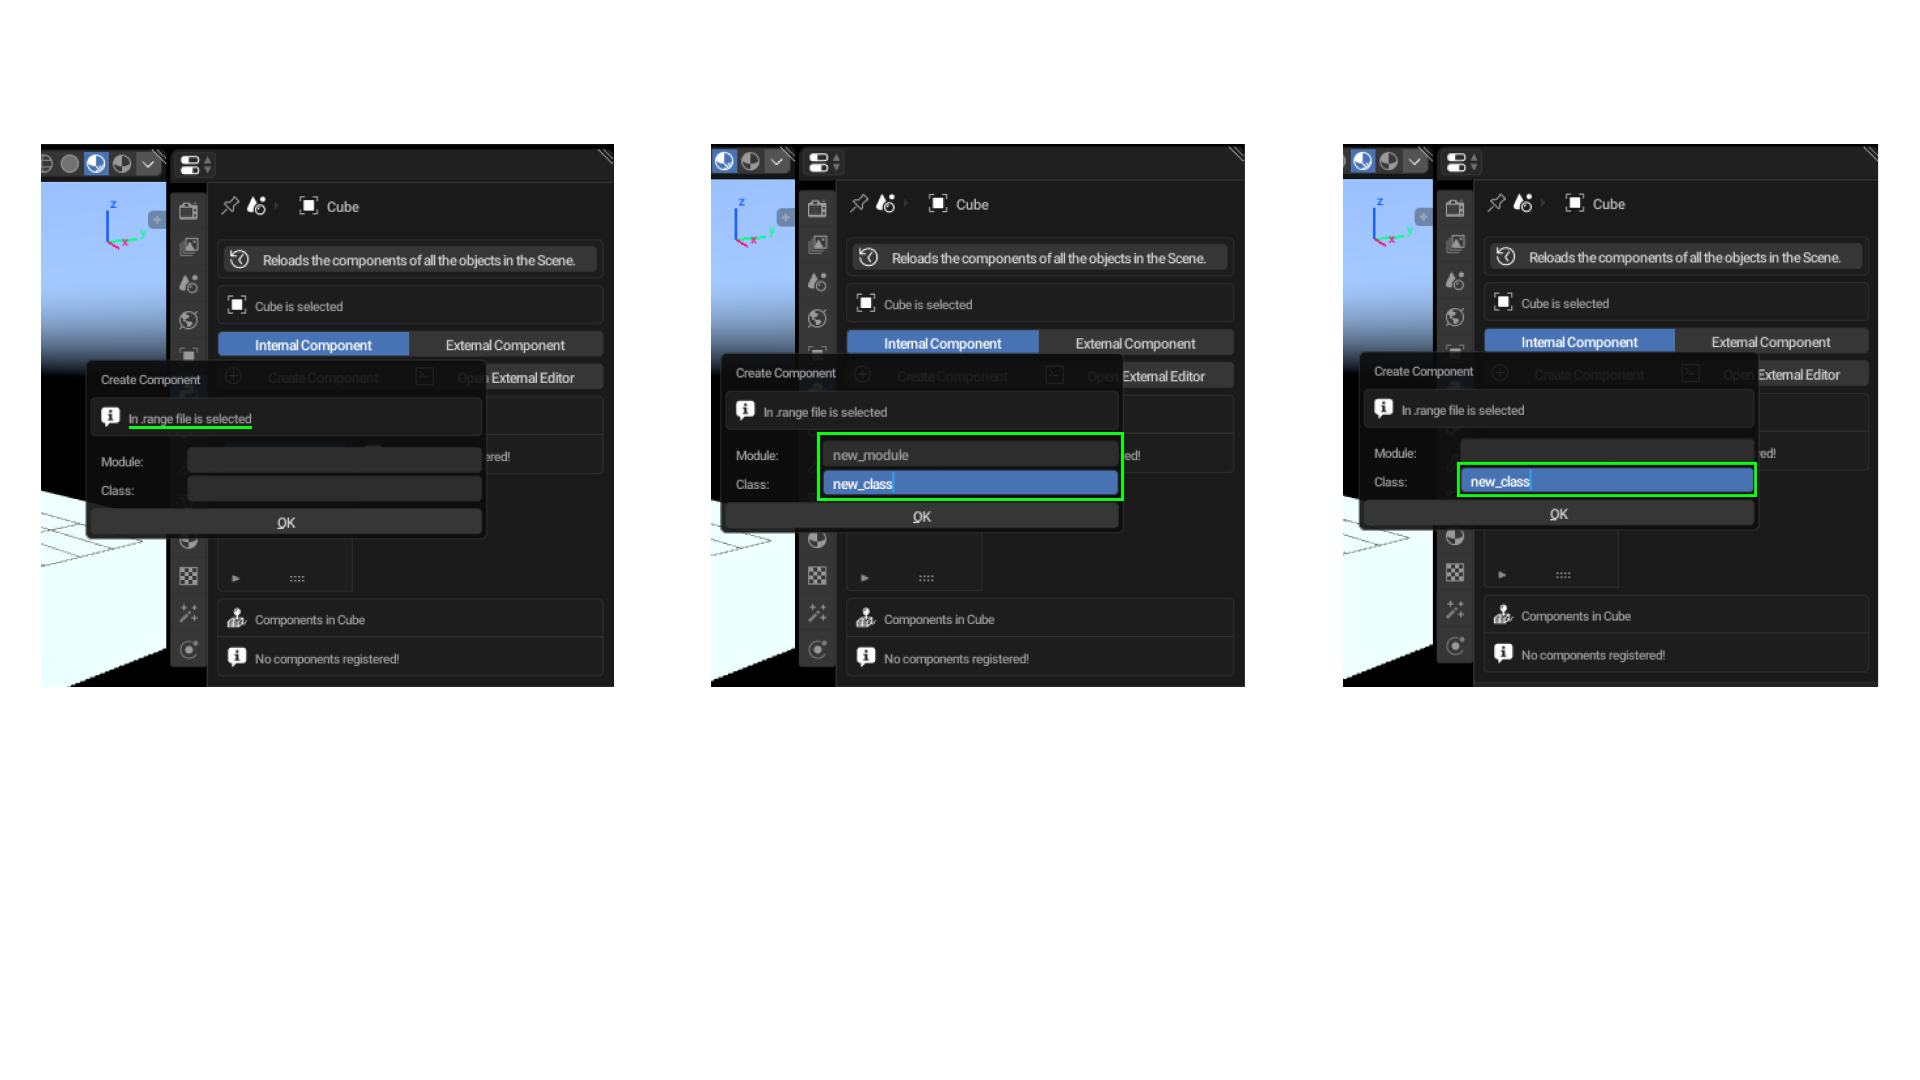 z
y
x
Cube
Reloads the components of all the objects in the Scene.
Cube is selected
Internal Component External Component
Create Component
Create Component Open External Editor
In .range file is selected
Module: ered!
Class:
OK
Components in Cube
No components registered!
z
y
x
Cube
Reloads the components of all the objects in the Scene.
Cube is selected
Internal Component External Component
Create Component
Create Component Open External Editor
In .range file is selected
Module: new_module ed!
Class: new_class
OK
Components in Cube
No components registered!
z
y
x
Cube
Reloads the components of all the objects in the Scene.
Cube is selected
Internal Component External Component
Create Component
Create Component Open External Editor
In .range file is selected
Module: ed!
Class: new_class
OK
Components in Cube
No components registered!